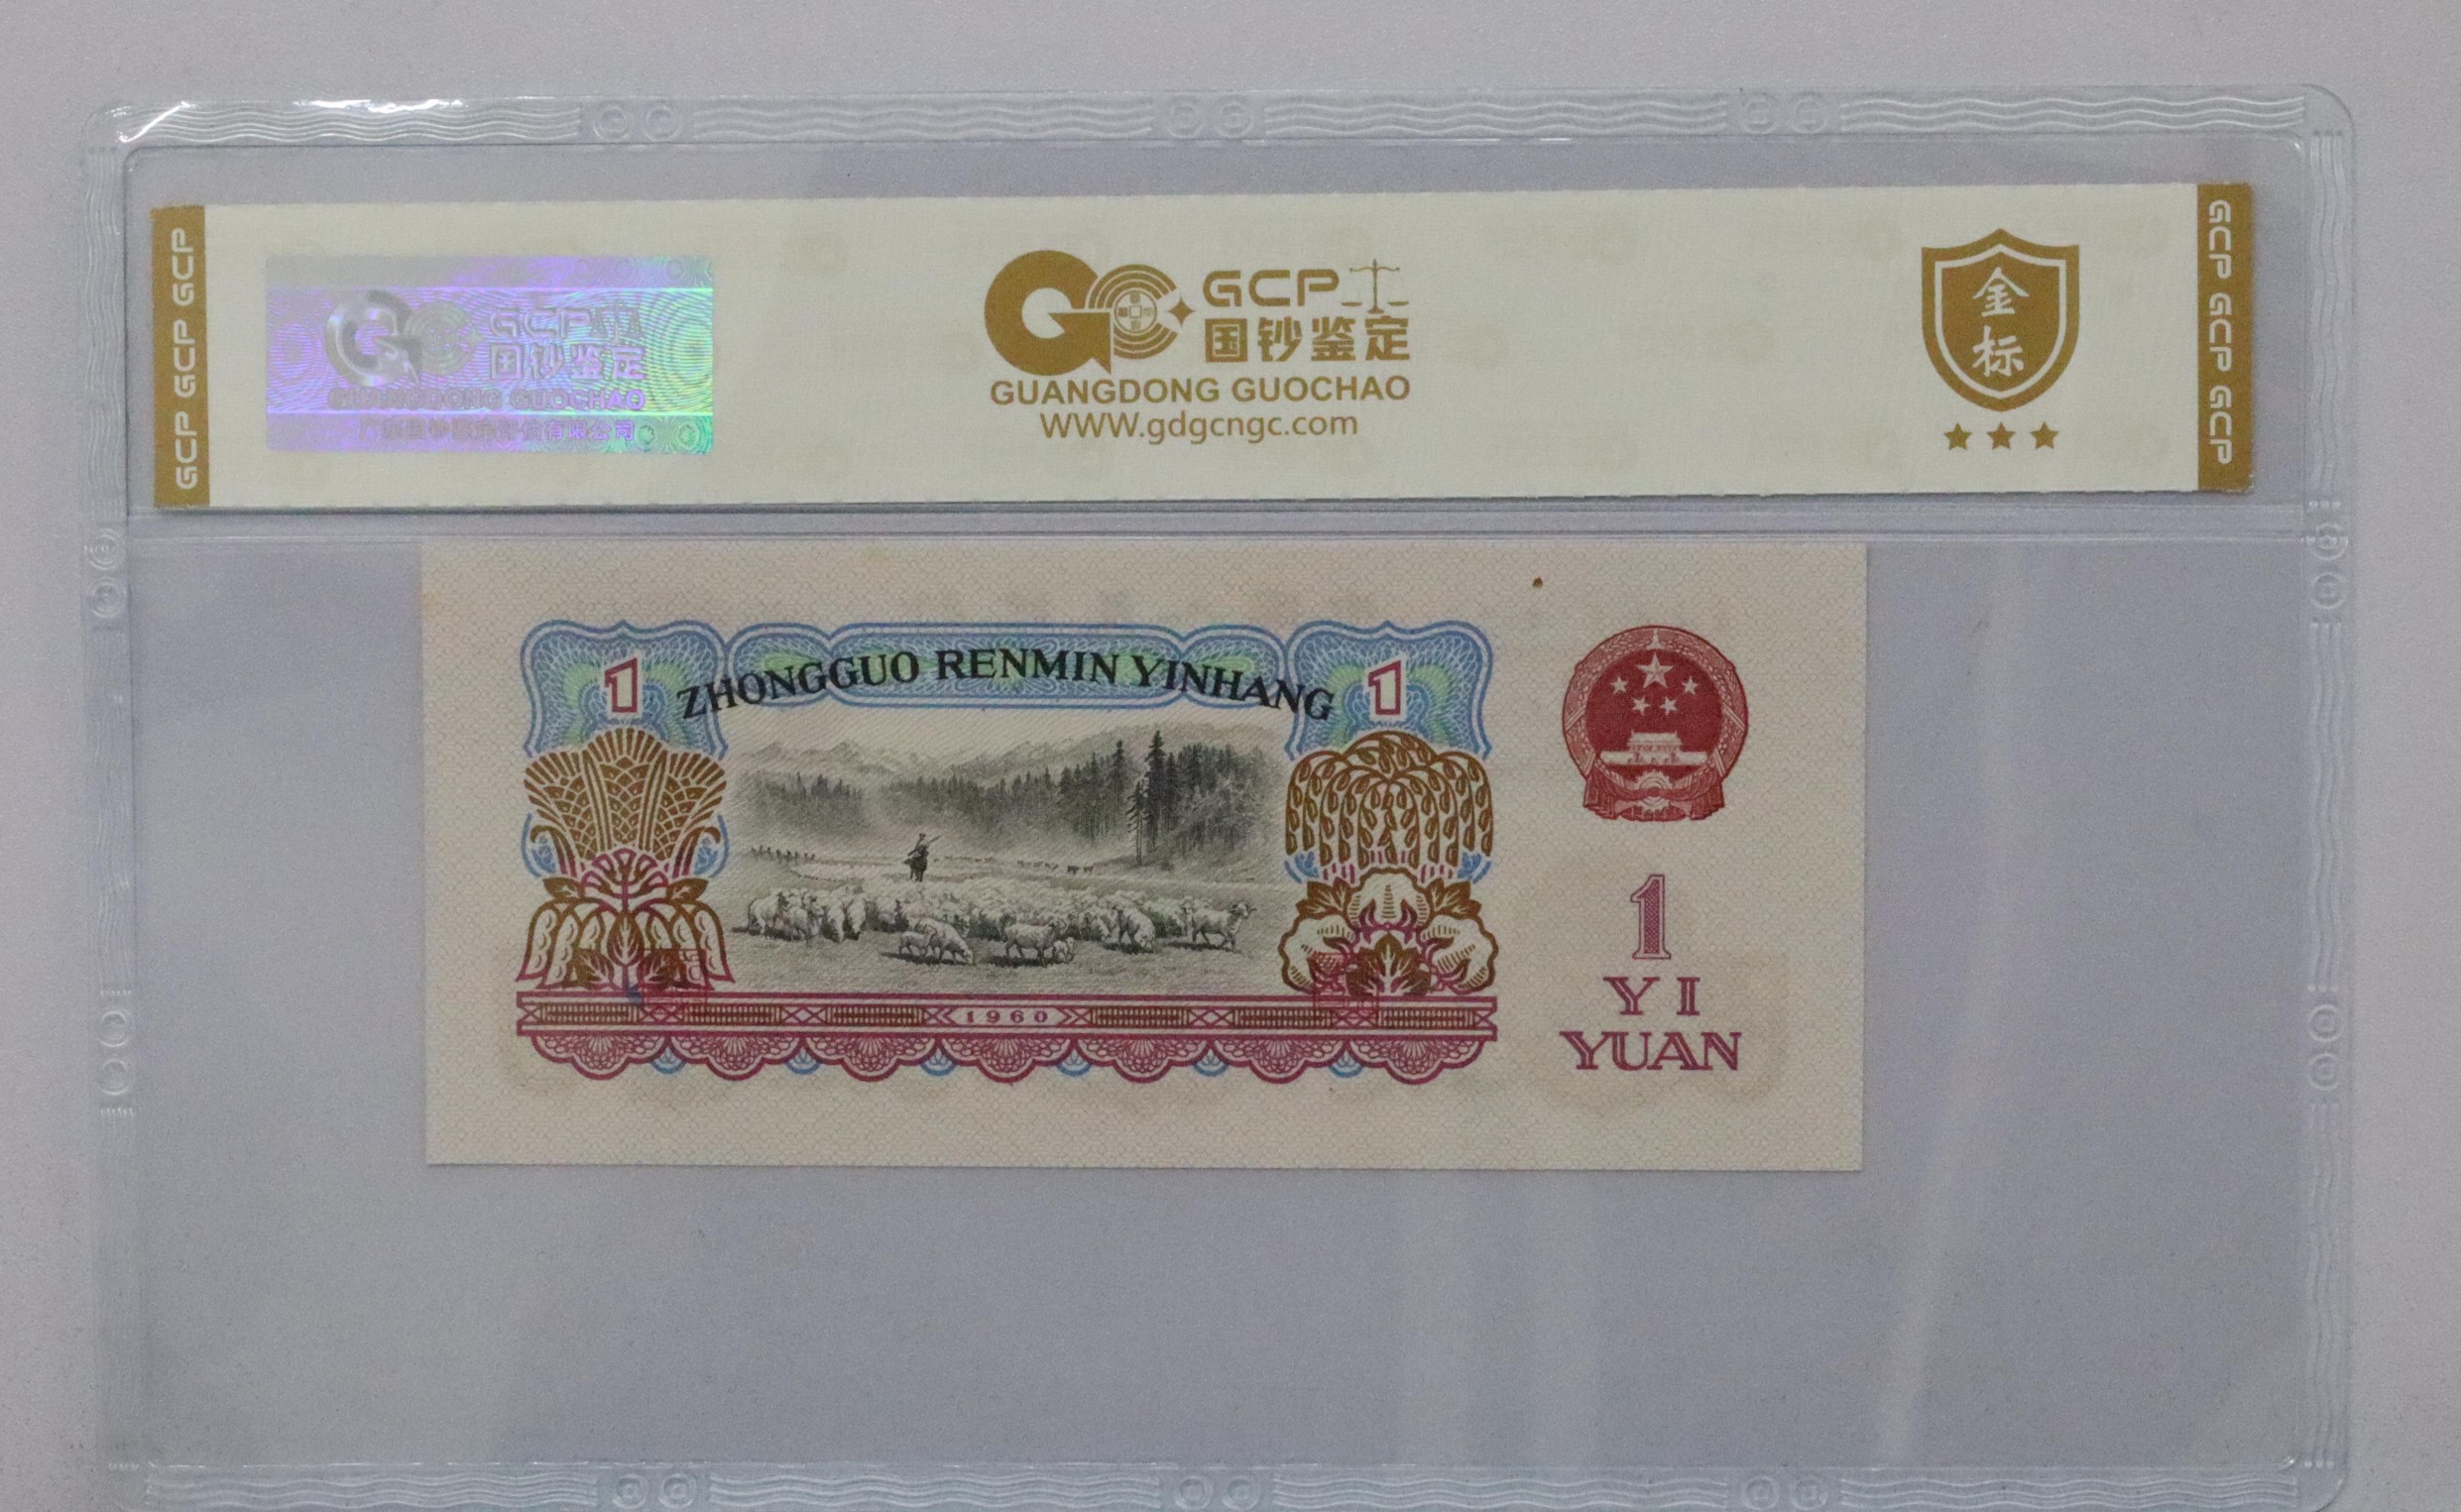 GCP GCP GCP
GCP
国钞鉴定
GUANGDONG GUOCHAO
GCP
国钞鉴定
GUANGDONG GUOCHAO
WWW.gdgcngc.com
金
标
GCP GCP GCP
1
ZHONGGUO RENMIN YINHANG
1
1960
1
YI
YUAN